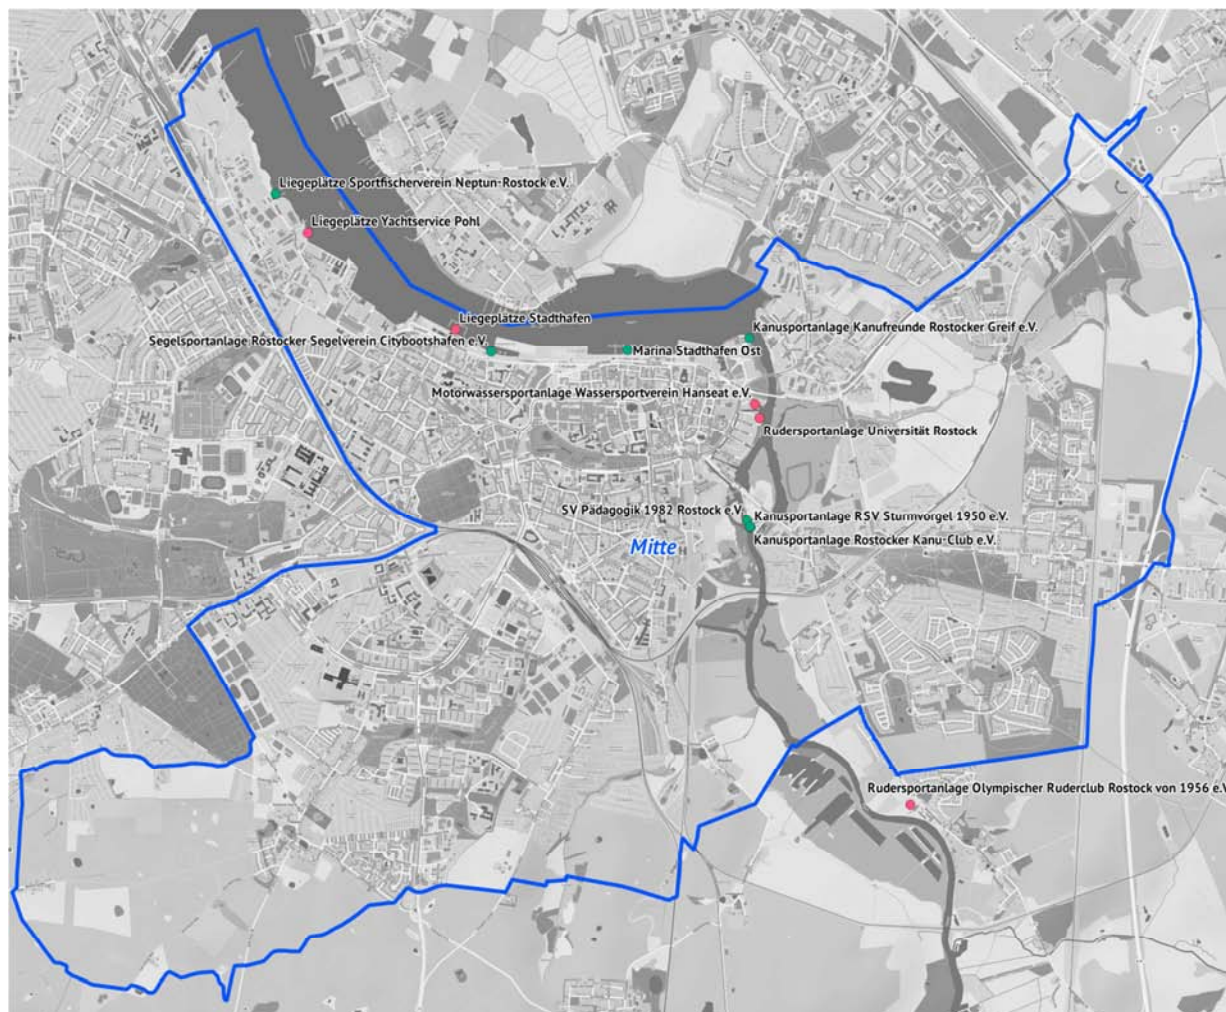 Liegeplätze Sportfischerverein Neptun-Rostock e.V.
Liegeplätze Yachtservice Pohl
Liegeplätze Stadthafen
Kanusportanlage Kanufreunde Rostocker Greif e.V.
Segelsportanlage Rostocker Segelverein Citybootshafen e.V.
Marina Stadthafen Ost
Motorwassersportanlage Wassersportverein Hanseat e.V.
Rudersportanlage Universität Rostock
SV Pädagogik 1982 Rostock e.V.
Kanusportanlage RSV Sturmvogel 1950 e.V.
Kanusportanlage Rostocker Kanu-Club e.V.
Mitte
Rudersportanlage Olympischer Ruderclub Rostock von 1956 e.V